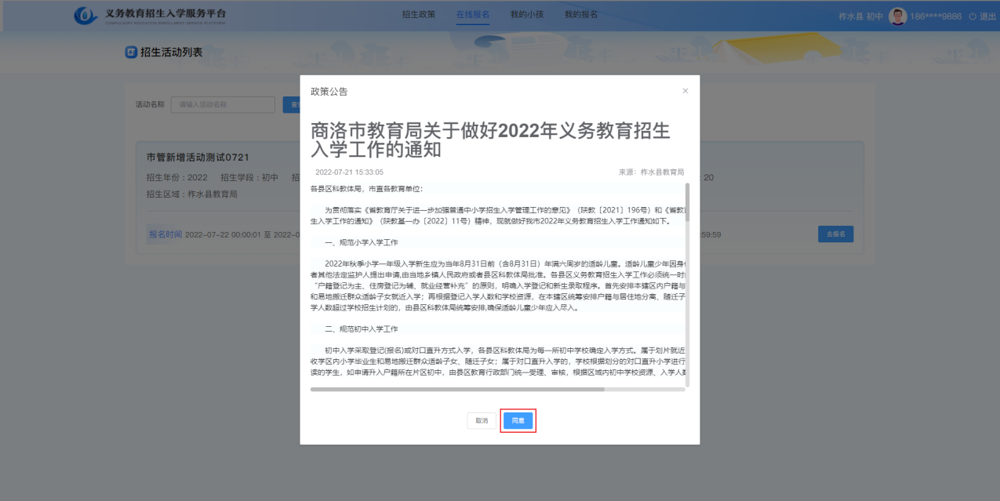 义务教育招生入学服务平台
COMPULSORY EDUCATION ENROLLMENT SERVICE PLATFORM
招生政策 在线报名 我的小孩 我的报名
柞水县 初中 186****9886 退出
招生活动列表
活动名称 请输入活动名称
市管新增活动测试0721
招生年份：2022 招生学段：初中 招
20
招生区域：柞水县教育局
报名时间 2022-07-22 00:00:01 至 2022-0
:59:59 去报名
政策公告
商洛市教育局关于做好2022年义务教育招生
入学工作的通知
2022-07-21 15:33:05 来源：柞水县教育局
各县区科教体局，市直各教育单位：
为贯彻落实《省教育厅关于进一步加强普通中小学招生入学管理工作的意见》（陕教〔2021〕196号）和《省教
生入学工作的通知》（陕教基一办〔2022〕11号）精神，现就做好我市2022年义务教育招生入学工作通知如下。
一、规范小学入学工作
2022年秋季小学一年级入学新生应为当年8月31日前（含8月31日）年满六周岁的适龄儿童。适龄儿童少年因身
者其他法定监护人提出申请,由当地乡镇人民政府或者县区科教体局批准。各县区义务教育招生入学工作必须统一时
“户籍登记为主、住房登记为辅、就业经营补充”的原则，明确入学登记和新生录取程序。首先安排本辖区内户籍与
和易地搬迁群众适龄子女就近入学；再根据登记入学人数和学校资源，在本辖区统筹安排户籍与居住地分离、随迁子
学人数超过学校招生计划的，由县区科教体局统筹安排,确保适龄儿童少年应入尽入。
二、规范初中入学工作
初中入学采取登记(报名)或对口直升方式入学，各县区科教体局为每一所初中学校确定入学方式。属于划片就近
收学区内小学毕业生和易地搬迁群众适龄子女、随迁子女；属于对口直升入学的，学校根据划分的对口直升小学进行
读的学生，如申请升入户籍所在片区初中，由县区教育行政部门统一受理、审核，根据区域内初中学校资源、入学人
取消 同意